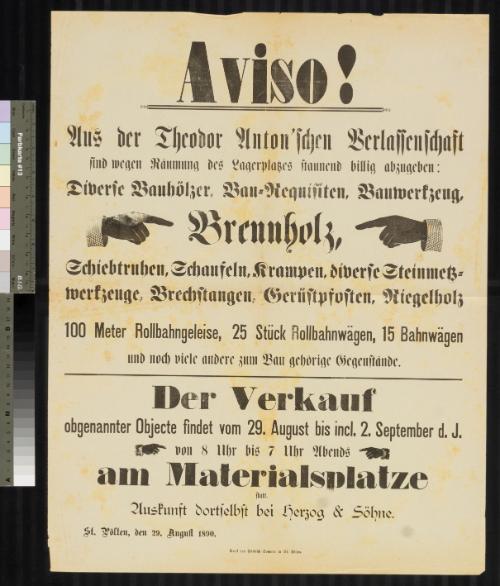 Aviso!
Aus der Theodor Anton'schen Verlassenschaft
sind wegen Räumung des Lagerplatzes staunend billig abzugeben:
Diverse Bauhölzer, Bau-Requisiten, Bauwerkzeug,
Brennholz,
Schiebtruhen, Schaufeln, Krampen, diverse Steinmetz-
werkzeuge, Brechstangen, Gerüstpfosten, Riegelholz
100 Meter Rollbahngeleise, 25 Stück Rollbahnwägen, 15 Bahnwägen
und noch viele andere zum Bau gehörige Gegenstände.
Der Verkauf
obgenannter Objecte findet vom 29. August bis incl. 2. September d. J.
von 8 Uhr bis 7 Uhr Abends
am Materialsplatze
statt.
Auskunft dortselbst bei Herzog & Söhne.
St. Pölten, den 29. August 1890.
Farbkarte #13
B.I.G.